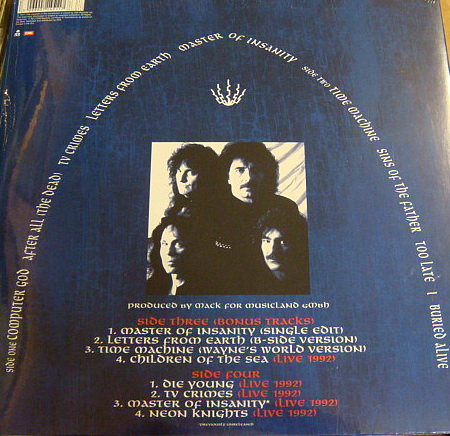 SIDE ONE COMPUTER GOD AFTER ALL (THE DEAD) TV CRIMES LETTERS FROM EARTH MASTER OF INSANITY SIDE TWO TIME MACHINE SINS OF THE FATHER TOO LATE I BURIED ALIVE
PRODUCED BY MACK FOR MUSICLAND GMBH
SIDE THREE (BONUS TRACKS)
1. MASTER OF INSANITY (SINGLE EDIT)
2. LETTERS FROM EARTH (B-SIDE VERSION)
3. TIME MACHINE (WAYNE'S WORLD VERSION)
4. CHILDREN OF THE SEA (LIVE 1992)
SIDE FOUR
1. DIE YOUNG (LIVE 1992)
2. TV CRIMES (LIVE 1992)
3. MASTER OF INSANITY* (LIVE 1992)
4. NEON KNIGHTS (LIVE 1992)
*PREVIOUSLY UNRELEASED